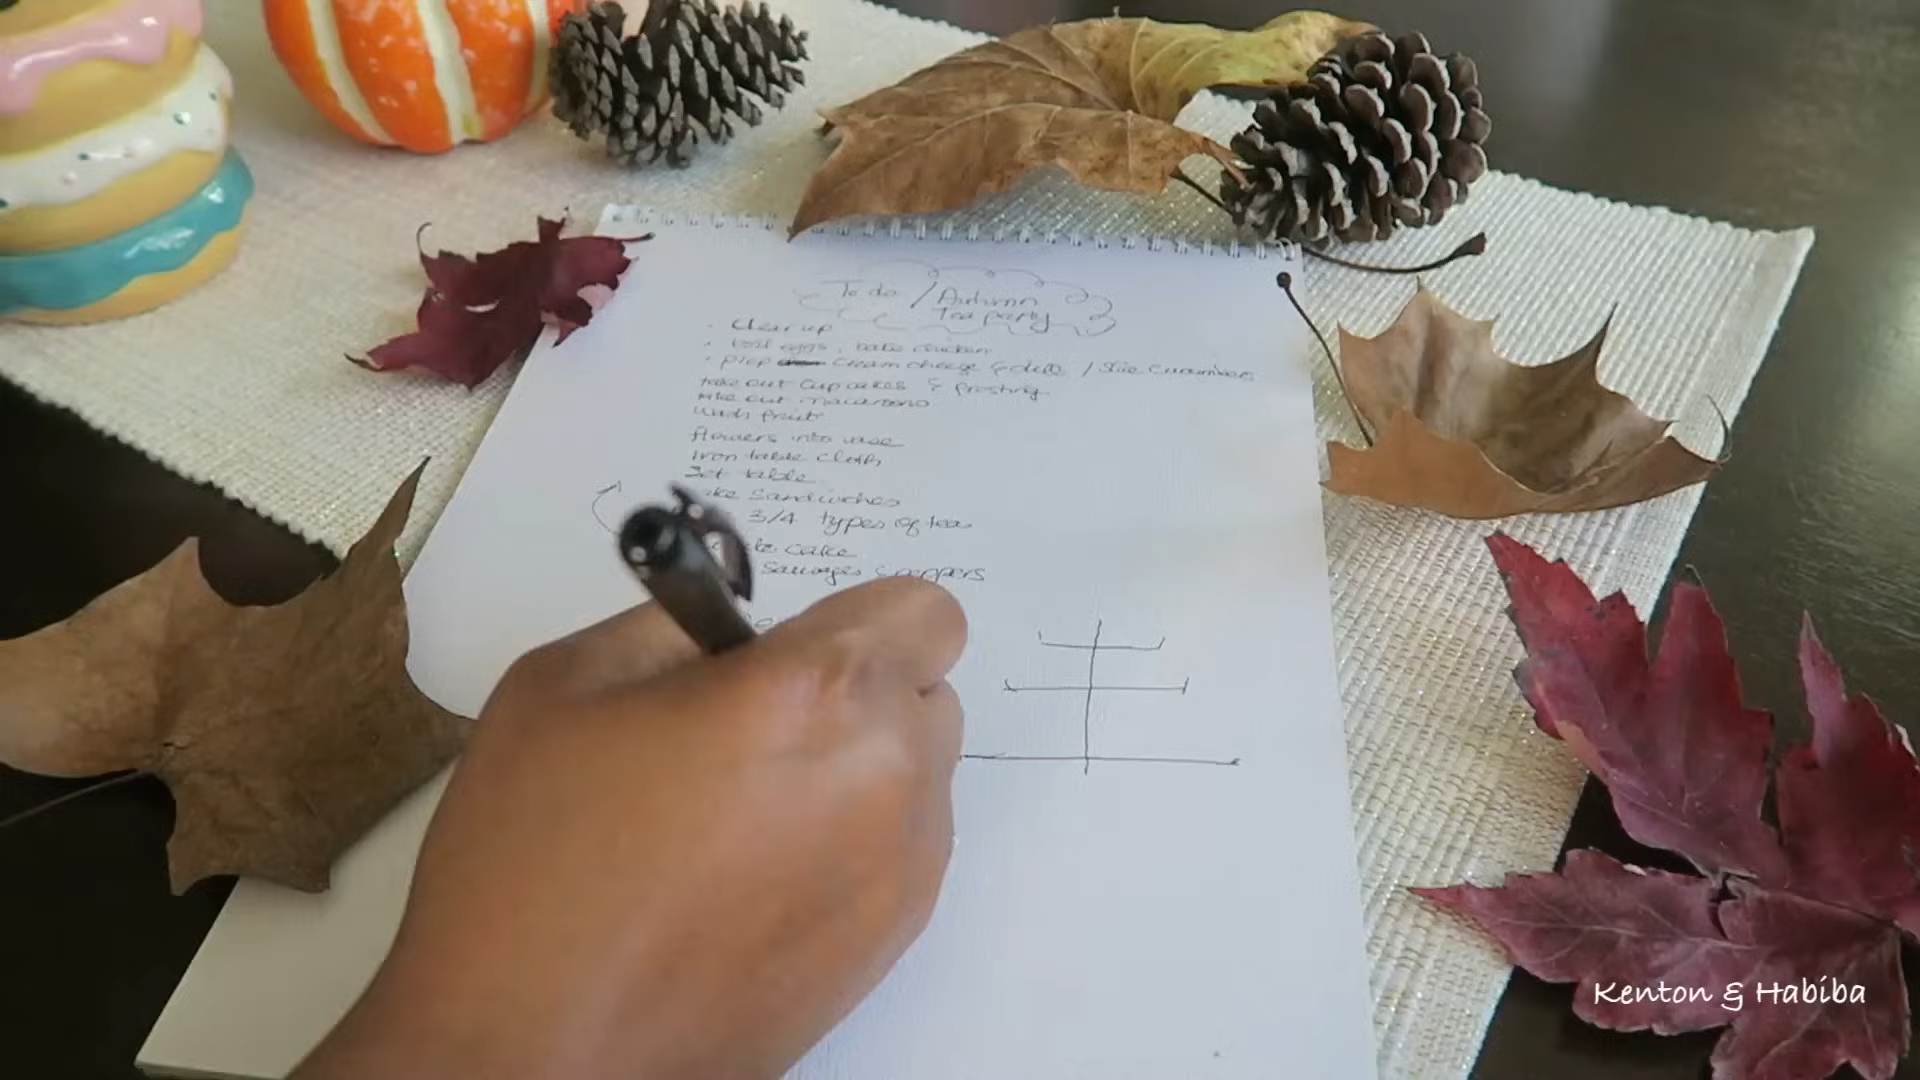 To do / Autumn
Tea party
. Clean up
. boil eggs, bake chicken
. prep cream cheese & dill / slice cucumbers
take out cupcakes & frosting
take out macarons
wash fruit
flowers into vase
iron table cloth
Set table
sandwiches
3/4 types of tea
cake
sausages & peppers
Kenton & Habiba